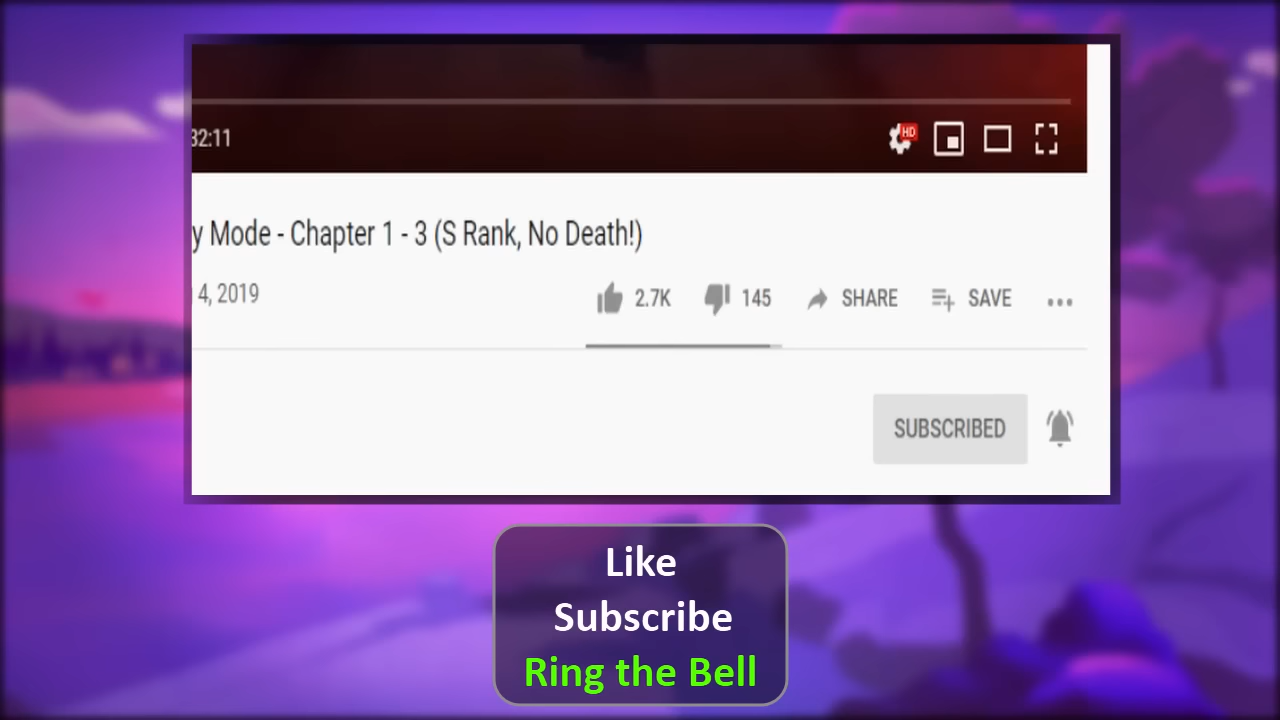 32:11
HD
y Mode - Chapter 1 - 3 (S Rank, No Death!)
4, 2019
2.7K 145 SHARE SAVE
SUBSCRIBED
Like
Subscribe
Ring the Bell